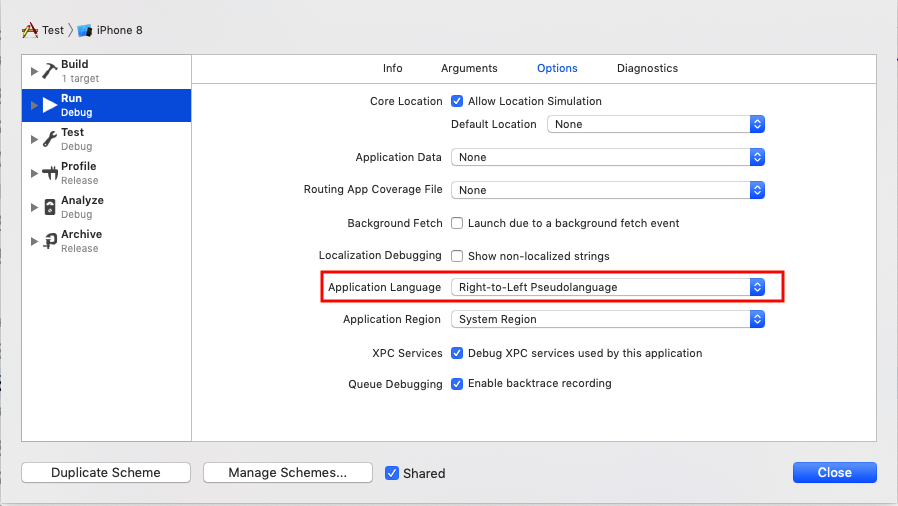 Test 〉 iPhone 8
Build
1 target
Run
Debug
Test
Debug
Profile
Release
Analyze
Debug
Archive
Release
Info Arguments Options Diagnostics
Core Location Allow Location Simulation
Default Location None
Application Data None
Routing App Coverage File None
Background Fetch Launch due to a background fetch event
Localization Debugging Show non-localized strings
Application Language Right-to-Left Pseudolanguage
Application Region System Region
XPC Services Debug XPC services used by this application
Queue Debugging Enable backtrace recording
Duplicate Scheme Manage Schemes... Shared Close